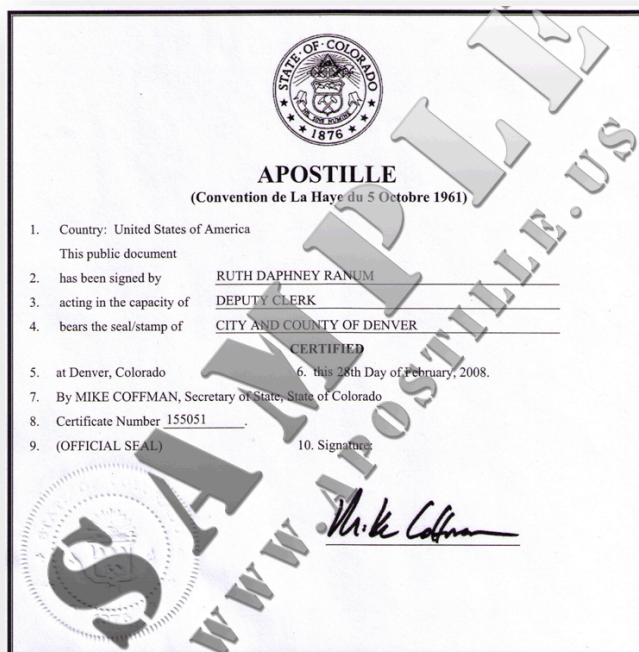 STATE·OF·COLORADO
1876
APOSTILLE
(Convention de La Haye du 5 Octobre 1961)
1. Country: United States of America
This public document
2. has been signed by RUTH DAPHNEY RANUM
3. acting in the capacity of DEPUTY CLERK
4. bears the seal/stamp of CITY AND COUNTY OF DENVER
CERTIFIED
5. at Denver, Colorado 6. this 28th Day of February, 2008.
7. By MIKE COFFMAN, Secretary of State, State of Colorado
8. Certificate Number 155051.
9. (OFFICIAL SEAL) 10. Signature:
Mike Coffman
SAMPLE
WWW.APOSTILLE.US